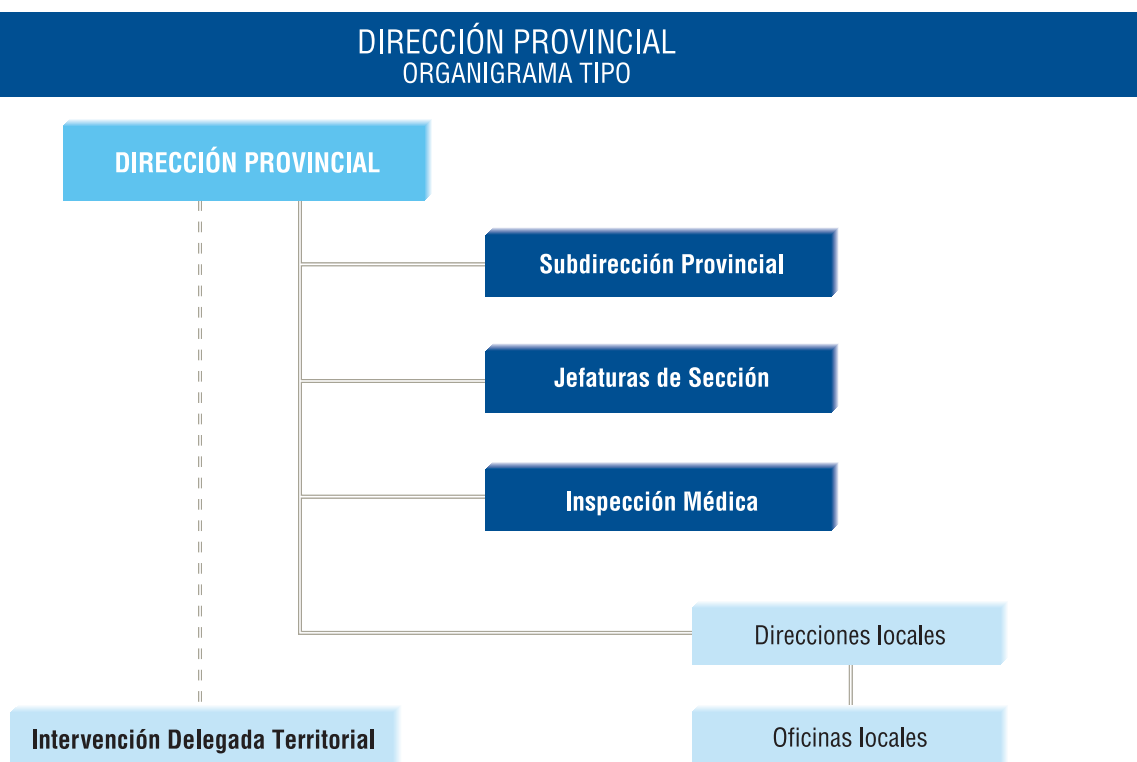 DIRECCIÓN PROVINCIAL
ORGANIGRAMA TIPO
DIRECCIÓN PROVINCIAL
Subdirección Provincial
Jefaturas de Sección
Inspección Médica
Direcciones locales
Intervención Delegada Territorial
Oficinas locales